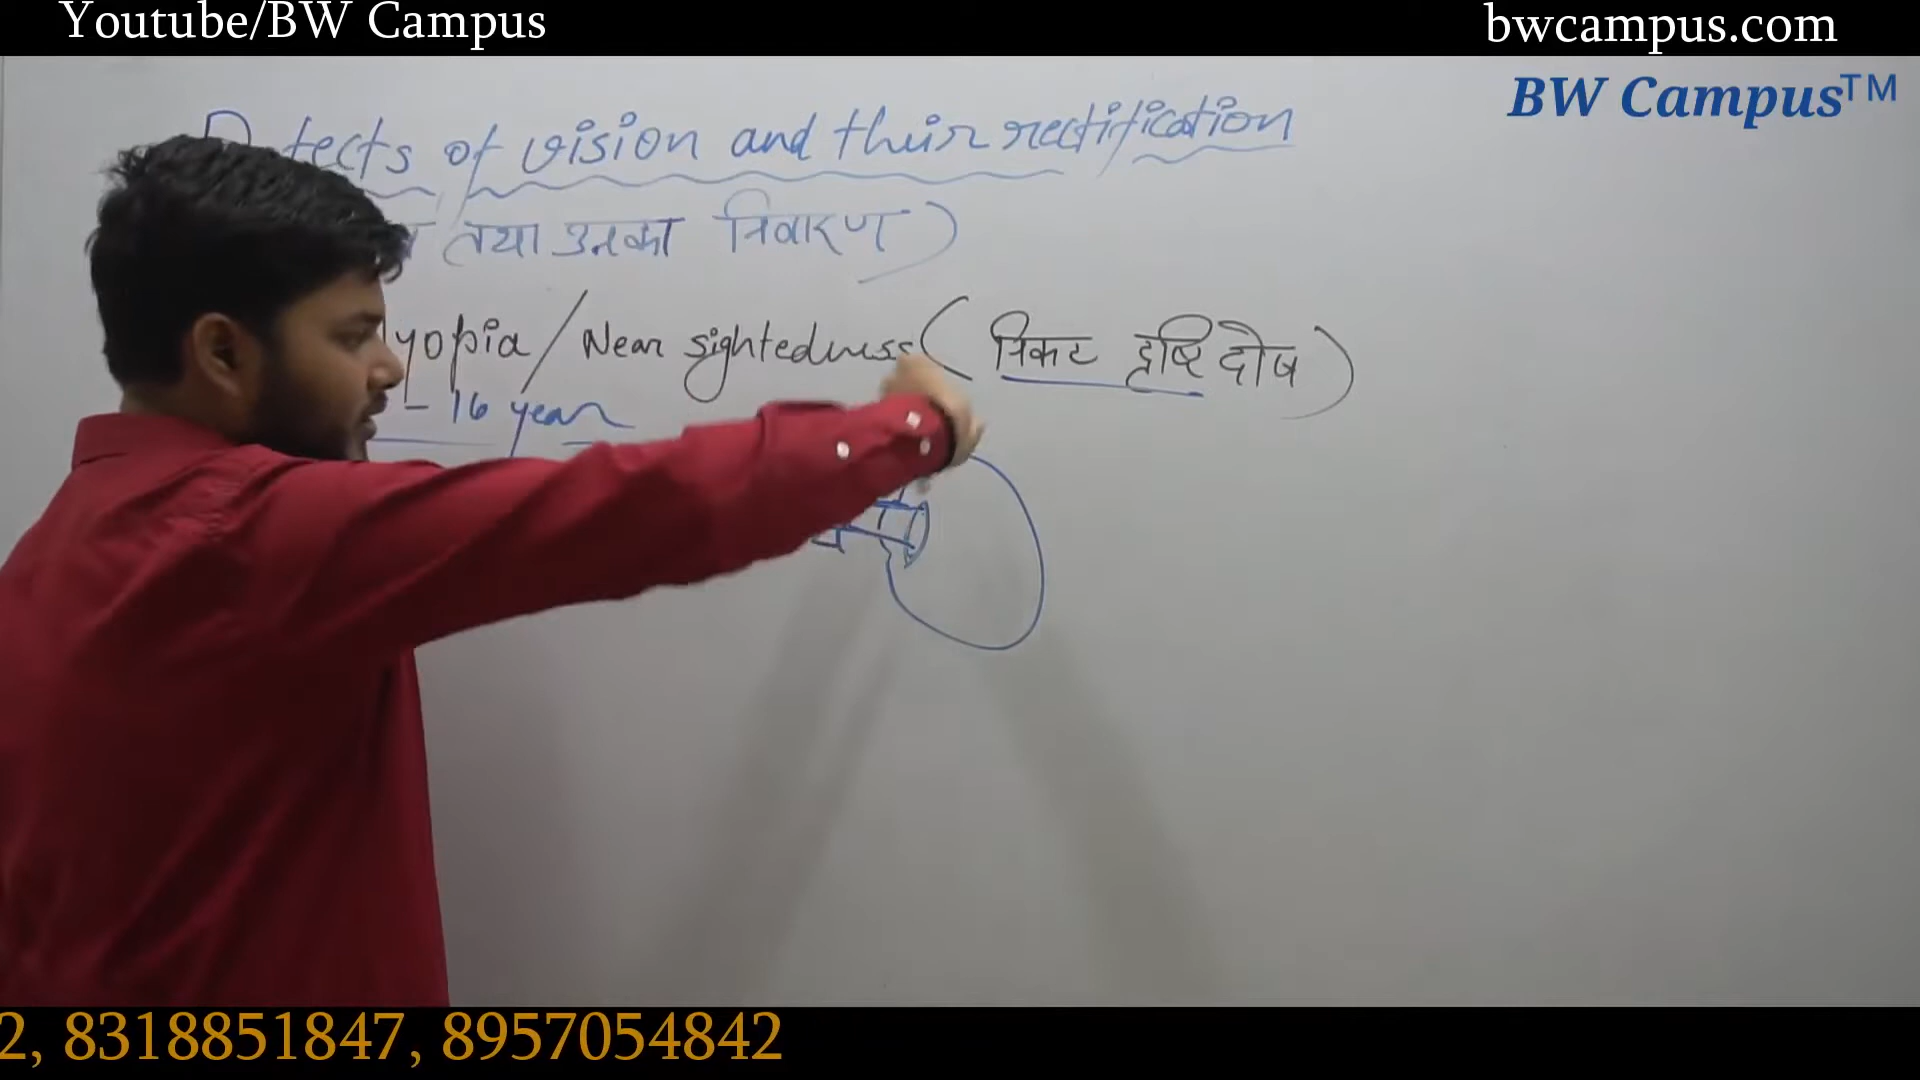 Youtube/BW Campus
bwcampus.com
BW Campus™
Defects of vision and their rectification
तथा उनका निवारण)
yopia / Near sightedness ( निकट दृष्टि दोष )
- 16 year
2, 8318851847, 8957054842